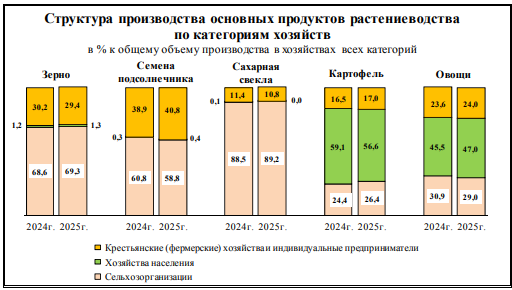 Структура производства основных продуктов растениеводства
по категориям хозяйств
в % к общему объему производства в хозяйствах всех категорий
Зерно
Семена
подсолнечника
Сахарная
свекла
Картофель
Овощи
30,2 29,4
1,2 1,3
68,6 69,3
38,9 40,8
0,3 0,4
60,8 58,8
11,4 10,8
0,1 0,0
88,5 89,2
16,5 17,0
59,1 56,6
24,4 26,4
23,6 24,0
45,5 47,0
30,9 29,0
2024г. 2025г. 2024г. 2025г. 2024г. 2025г. 2024г. 2025г. 2024г. 2025г.
Крестьянские (фермерские) хозяйства и индивидуальные предприниматели
Хозяйства населения
Сельхозорганизации